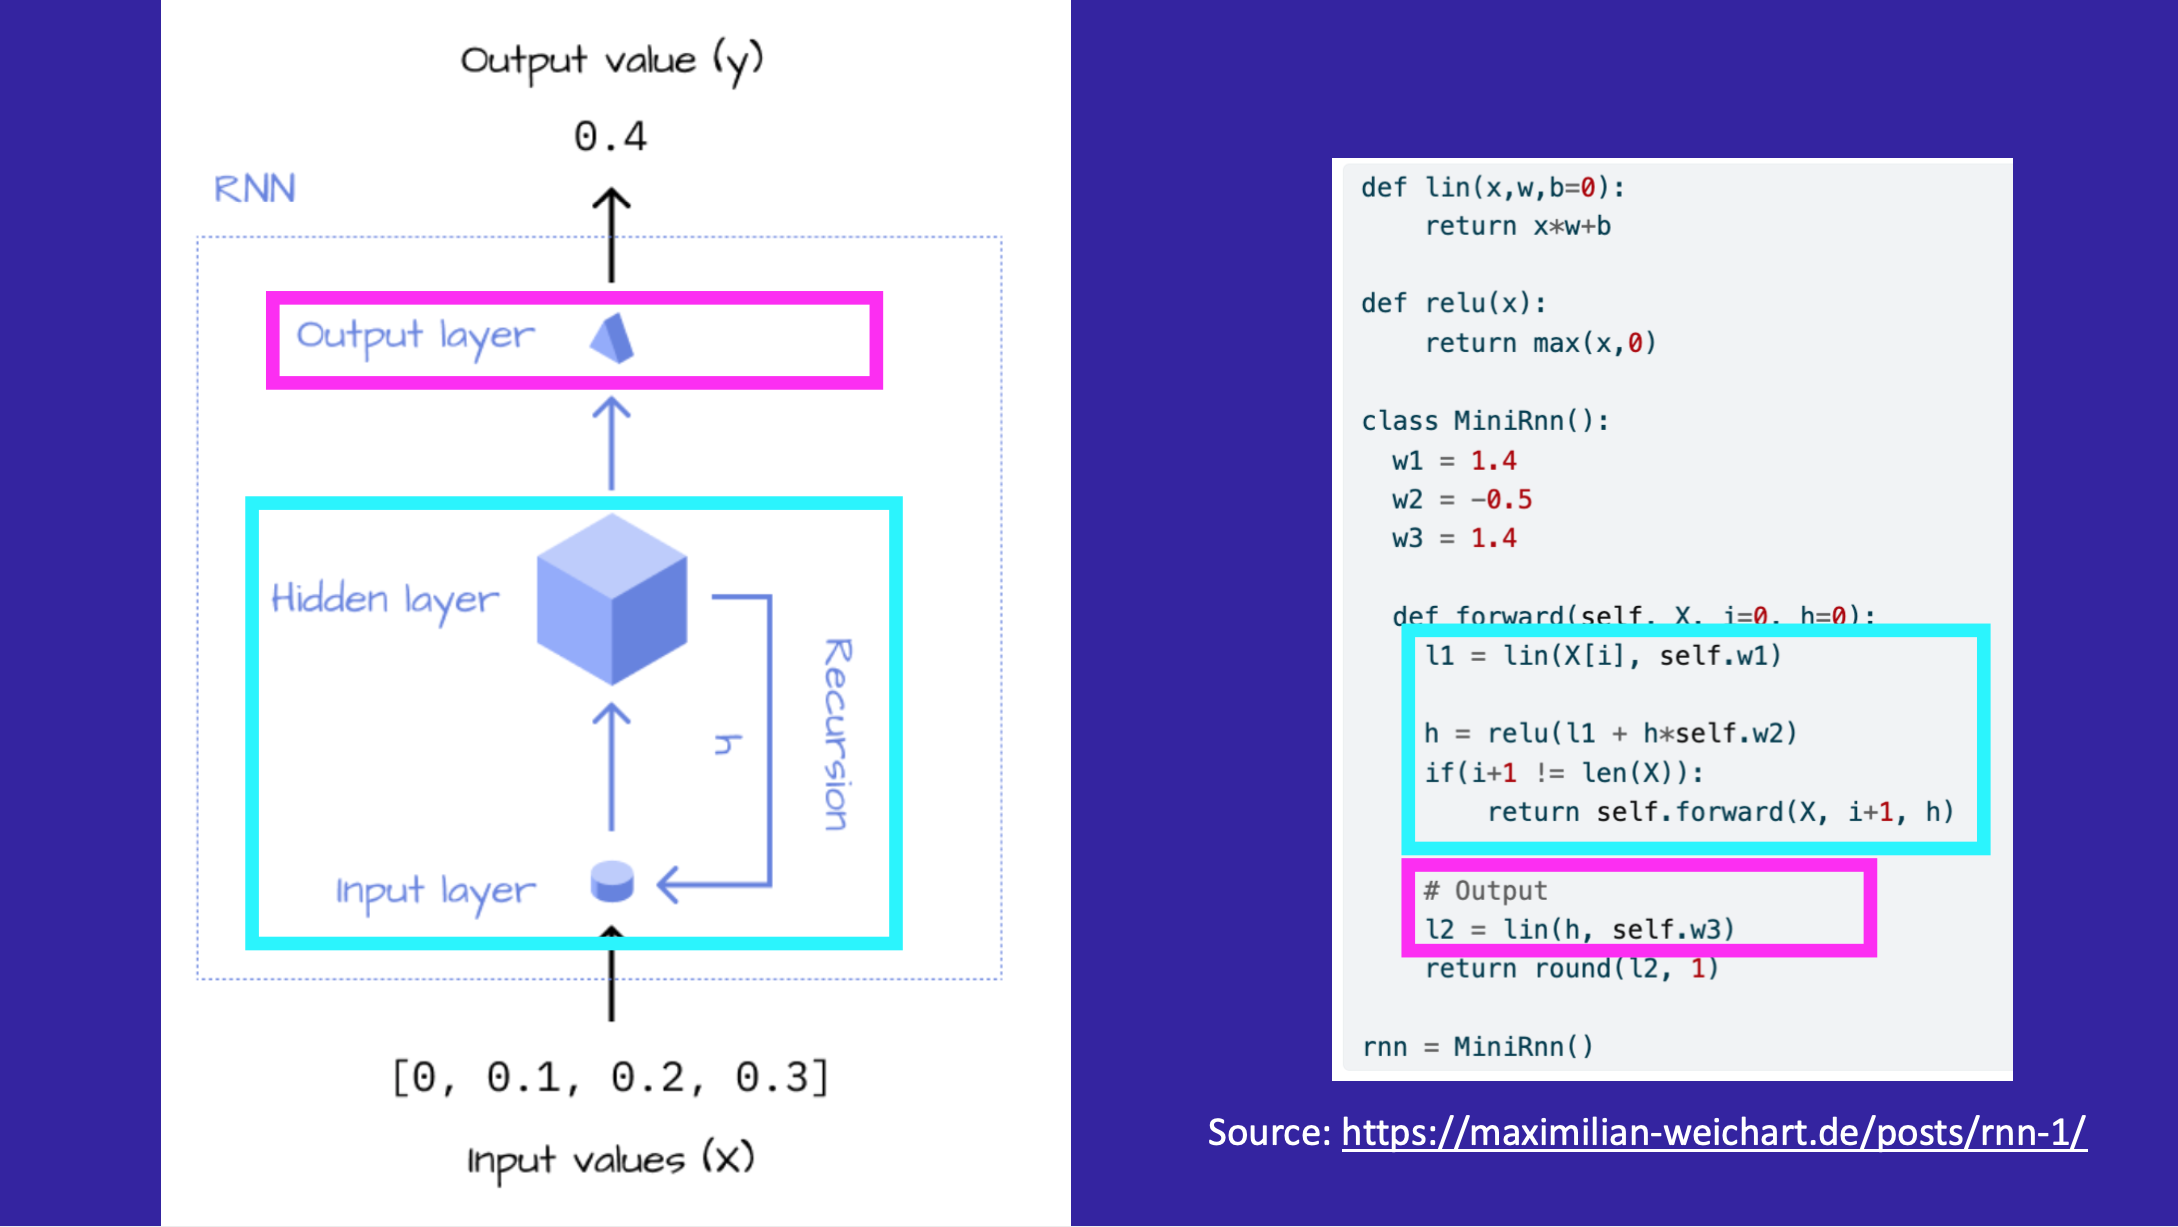 Output value (y)
0.4
RNN
Output layer
Hidden layer
Recursion
h
Input layer
[0, 0.1, 0.2, 0.3]
Input values (X)
def lin(x,w,b=0):
    return x*w+b
def relu(x):
    return max(x,0)
class MiniRnn():
  w1 = 1.4
  w2 = -0.5
  w3 = 1.4
  def forward(self, X, i=0, h=0):
    l1 = lin(X[i], self.w1)
    h = relu(l1 + h*self.w2)
    if(i+1 != len(X)):
        return self.forward(X, i+1, h)
    # Output
    l2 = lin(h, self.w3)
    return round(l2, 1)
rnn = MiniRnn()
Source: https://maximilian-weichart.de/posts/rnn-1/